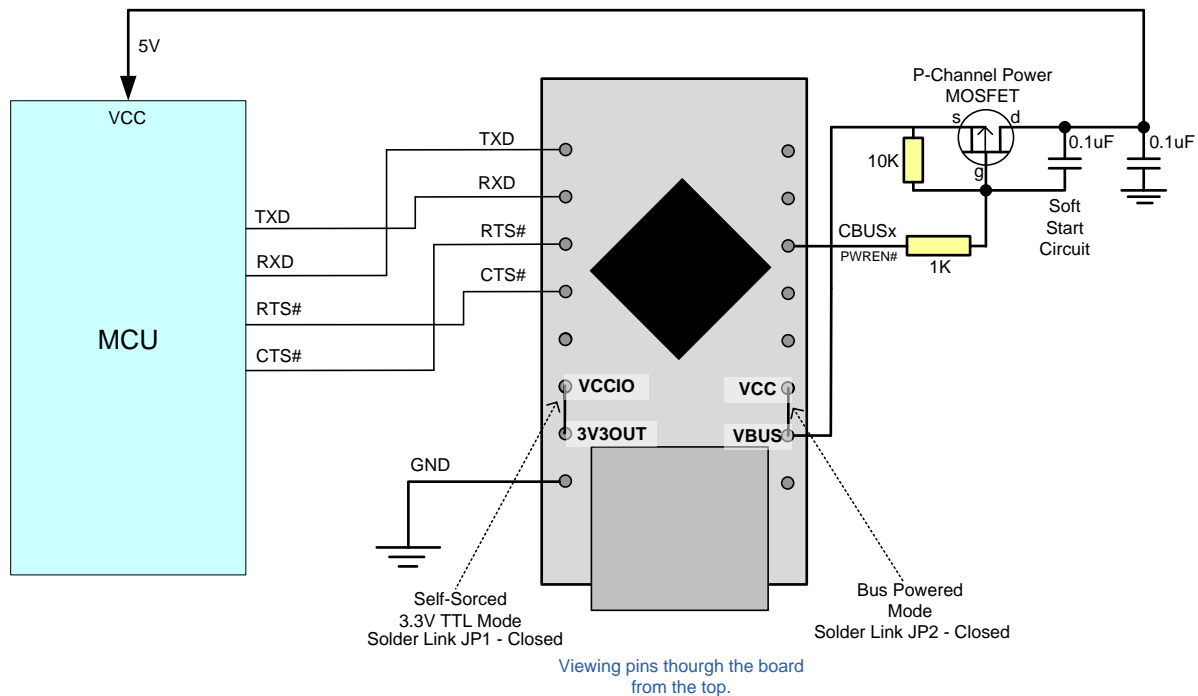 5V
VCC
P-Channel Power
MOSFET
s
d
g
0.1uF
0.1uF
10K
Soft
Start
Circuit
CBUSx
PWREN#
1K
TXD
RXD
RTS#
CTS#
TXD
RXD
RTS#
CTS#
MCU
VCCIO
VCC
3V3OUT
VBUS
GND
Self-Sorced
3.3V TTL Mode
Solder Link JP1 - Closed
Bus Powered
Mode
Solder Link JP2 - Closed
Viewing pins thourgh the board
from the top.